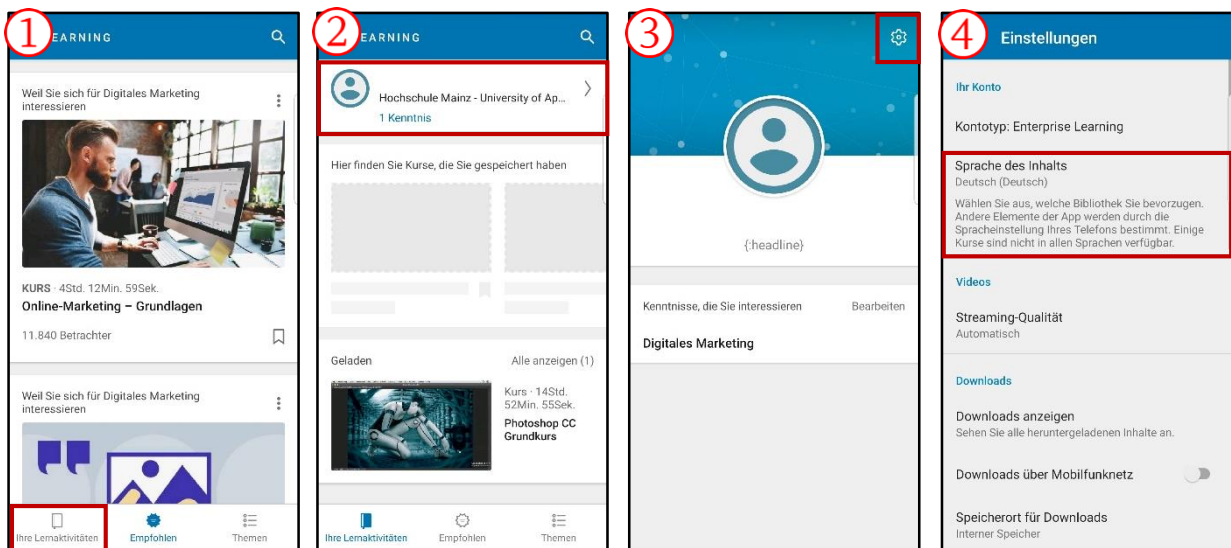 1
EARNING
Weil Sie sich für Digitales Marketing
interessieren
KURS · 4Std. 12Min. 59Sek.
Online-Marketing – Grundlagen
11.840 Betrachter
Weil Sie sich für Digitales Marketing
interessieren
Ihre Lernaktivitäten
Empfohlen
Themen
2
EARNING
Hochschule Mainz - University of Ap...
1 Kenntnis
Hier finden Sie Kurse, die Sie gespeichert haben
Geladen
Alle anzeigen (1)
Kurs · 14Std.
52Min. 55Sek.
Photoshop CC
Grundkurs
Ihre Lernaktivitäten
Empfohlen
Themen
3
{:headline}
Kenntnisse, die Sie interessieren
Bearbeiten
Digitales Marketing
4
Einstellungen
Ihr Konto
Kontotyp: Enterprise Learning
Sprache des Inhalts
Deutsch (Deutsch)
Wählen Sie aus, welche Bibliothek Sie bevorzugen.
Andere Elemente der App werden durch die
Spracheinstellung Ihres Telefons bestimmt. Einige
Kurse sind nicht in allen Sprachen verfügbar.
Videos
Streaming-Qualität
Automatisch
Downloads
Downloads anzeigen
Sehen Sie alle heruntergeladenen Inhalte an.
Downloads über Mobilfunknetz
Speicherort für Downloads
Interner Speicher